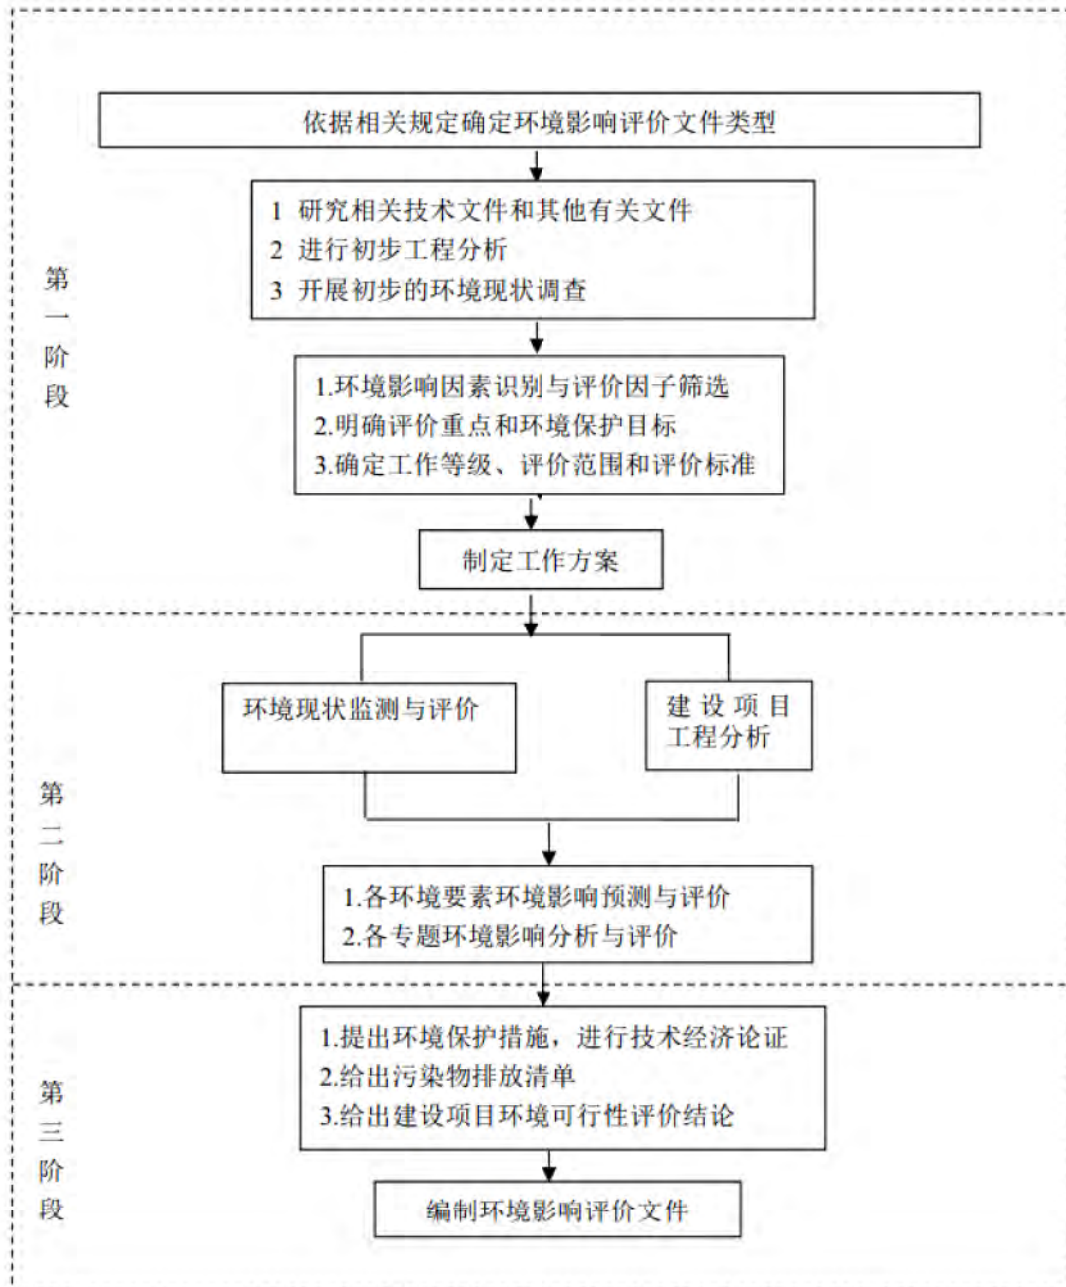 依据相关规定确定环境影响评价文件类型
1 研究相关技术文件和其他有关文件
2 进行初步工程分析
3 开展初步的环境现状调查
第一阶段
1.环境影响因素识别与评价因子筛选
2.明确评价重点和环境保护目标
3.确定工作等级、评价范围和评价标准
制定工作方案
环境现状监测与评价
建设项目
工程分析
第二阶段
1.各环境要素环境影响预测与评价
2.各专题环境影响分析与评价
1.提出环境保护措施，进行技术经济论证
2.给出污染物排放清单
3.给出建设项目环境可行性评价结论
第三阶段
编制环境影响评价文件